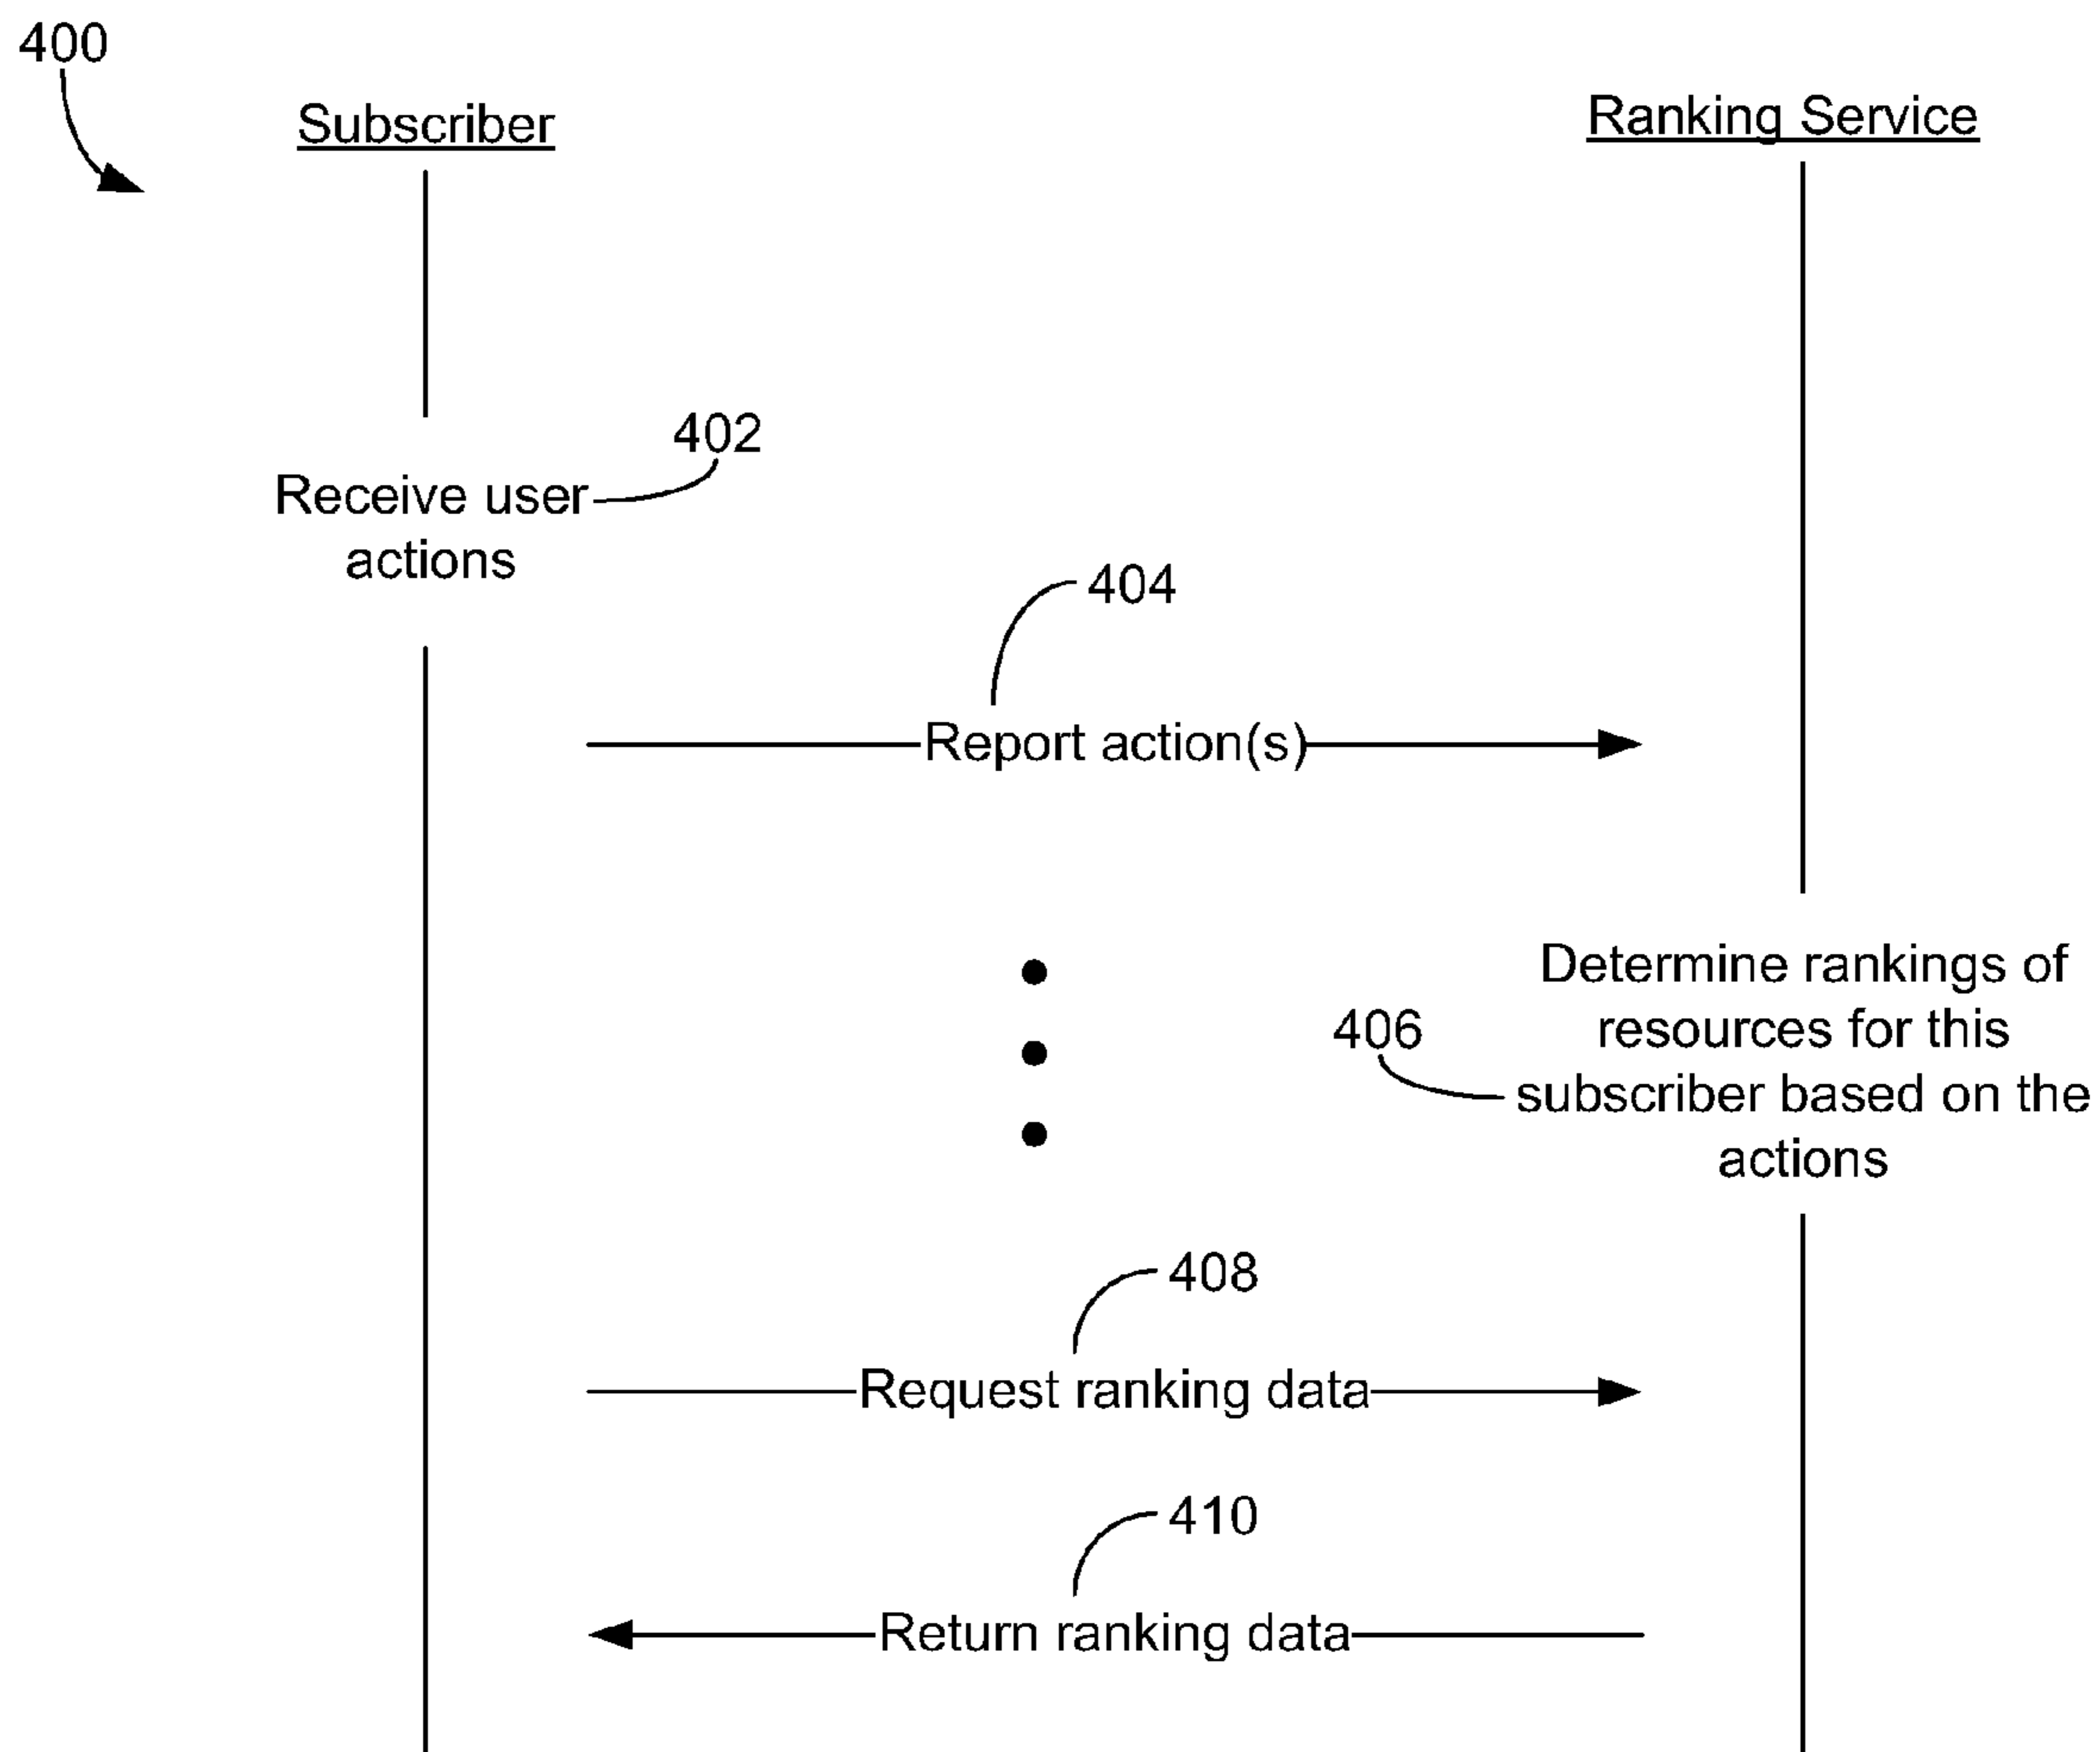 400
Subscriber
Ranking Service
402
Receive user
actions
404
Report action(s)
Determine rankings of
resources for this
406
subscriber based on the
actions
408
Request ranking data
410
Return ranking data